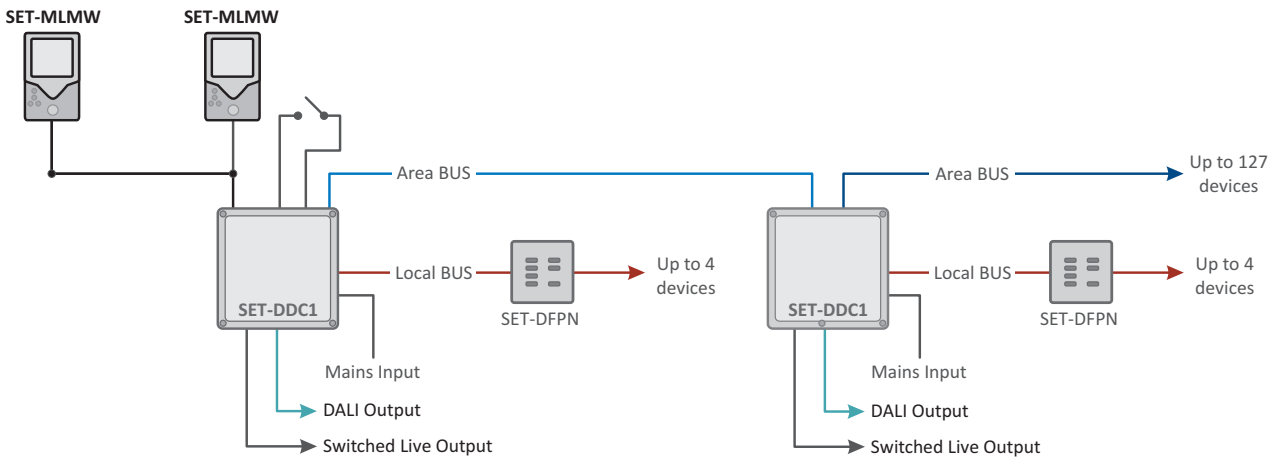 SET-MLMW
SET-MLMW
Area BUS
Area BUS
Up to 127
devices
Local BUS
Up to 4
devices
Local BUS
Up to 4
devices
SET-DDC1
SET-DFPN
SET-DDC1
SET-DFPN
Mains Input
Mains Input
DALI Output
DALI Output
Switched Live Output
Switched Live Output